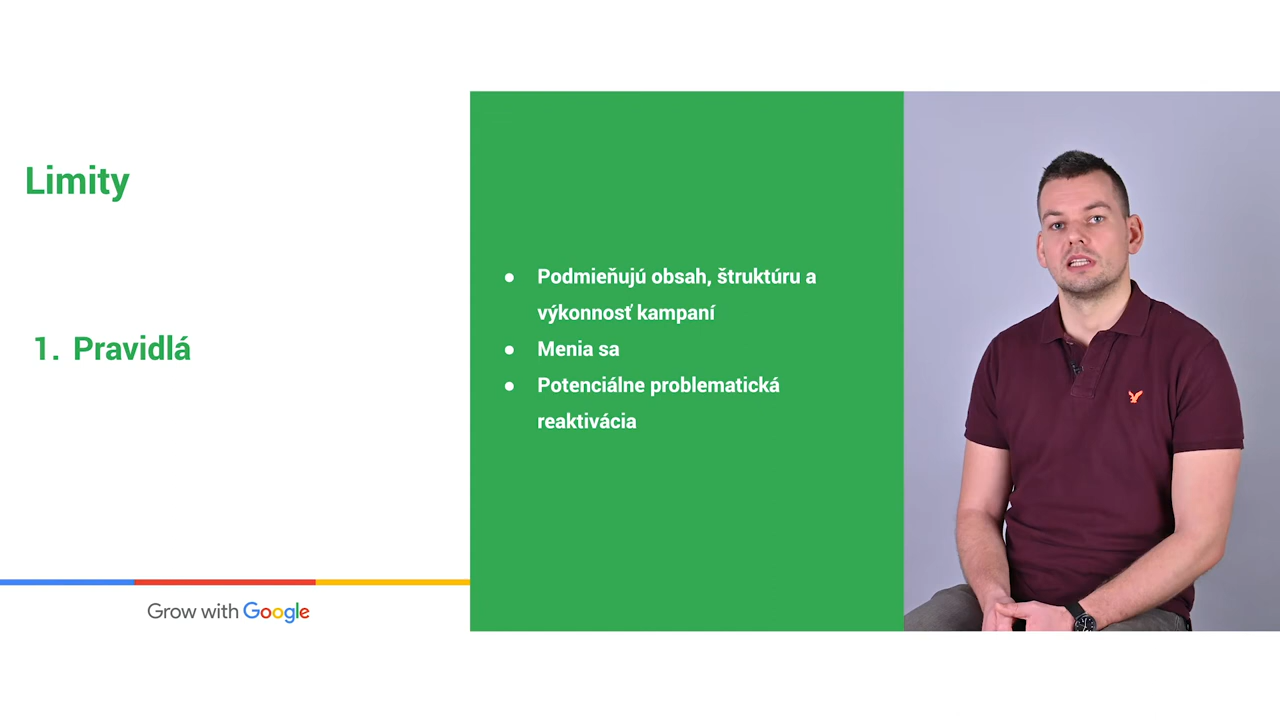 Limity
1. Pravidlá
● Podmieňujú obsah, štruktúru a
výkonnosť kampaní
● Menia sa
● Potenciálne problematická
reaktivácia
Grow with Google